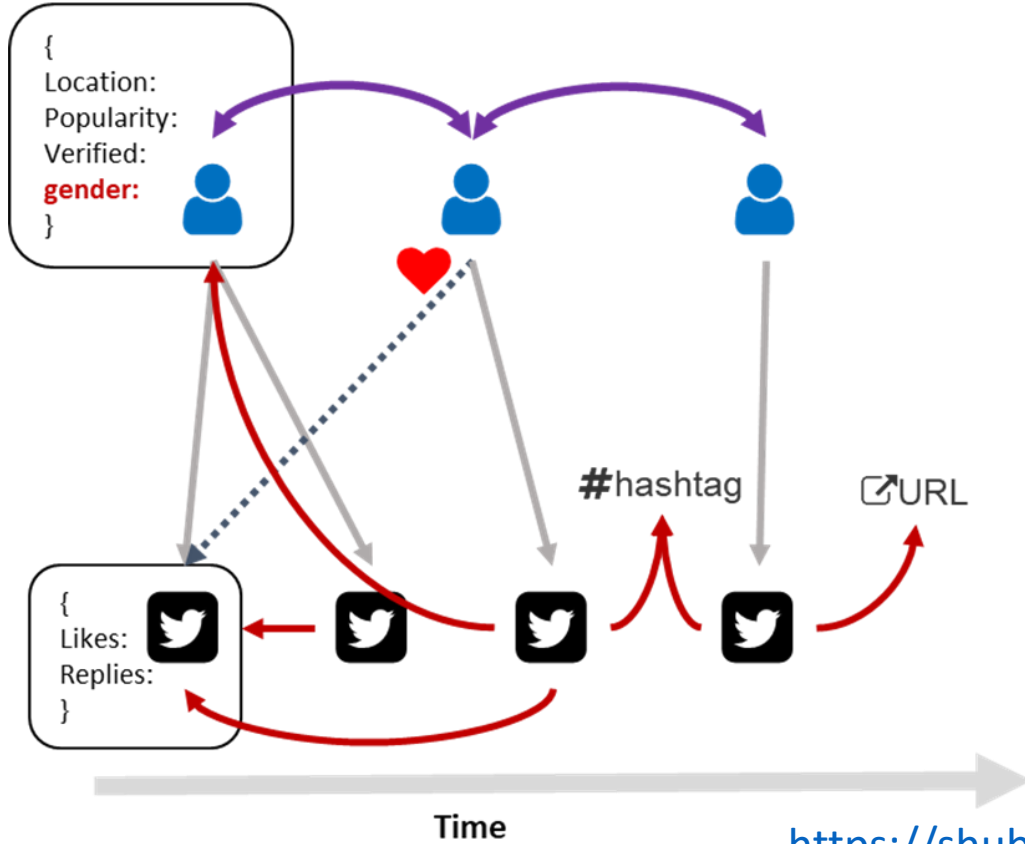 {
Location:
Popularity:
Verified:
gender:
}
#hashtag
URL
{
Likes:
Replies:
}
Time